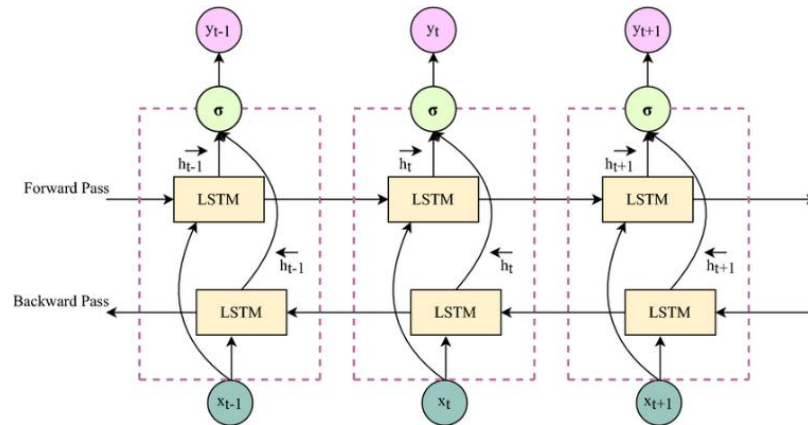 yt-1 yt yt+1
σ σ σ
ht-1 ht ht+1
Forward Pass LSTM LSTM LSTM
ht-1 ht ht+1
Backward Pass LSTM LSTM LSTM
xt-1 xt xt+1